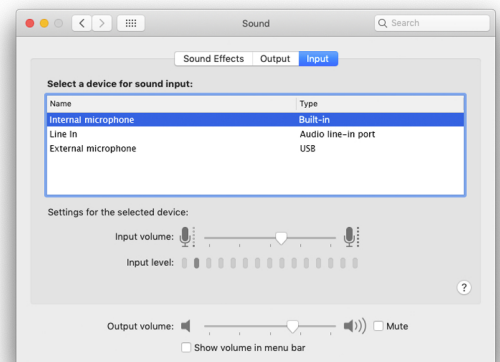 Sound
Search
Sound Effects
Output
Input
Select a device for sound input:
Name Type
Internal microphone Built-in
Line In Audio line-in port
External microphone USB
Settings for the selected device:
Input volume:
Input level:
?
Output volume: Mute
Show volume in menu bar